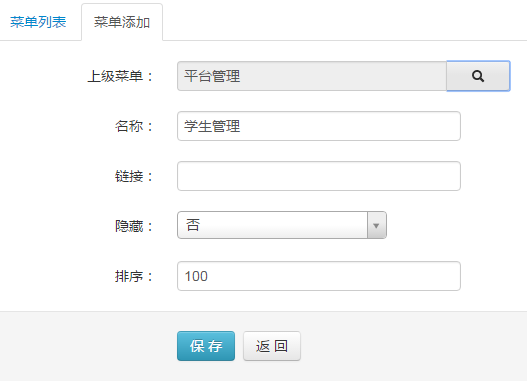 菜单列表 菜单添加
上级菜单： 平台管理
名称： 学生管理
链接：
隐藏： 否
排序： 100
保 存 返 回